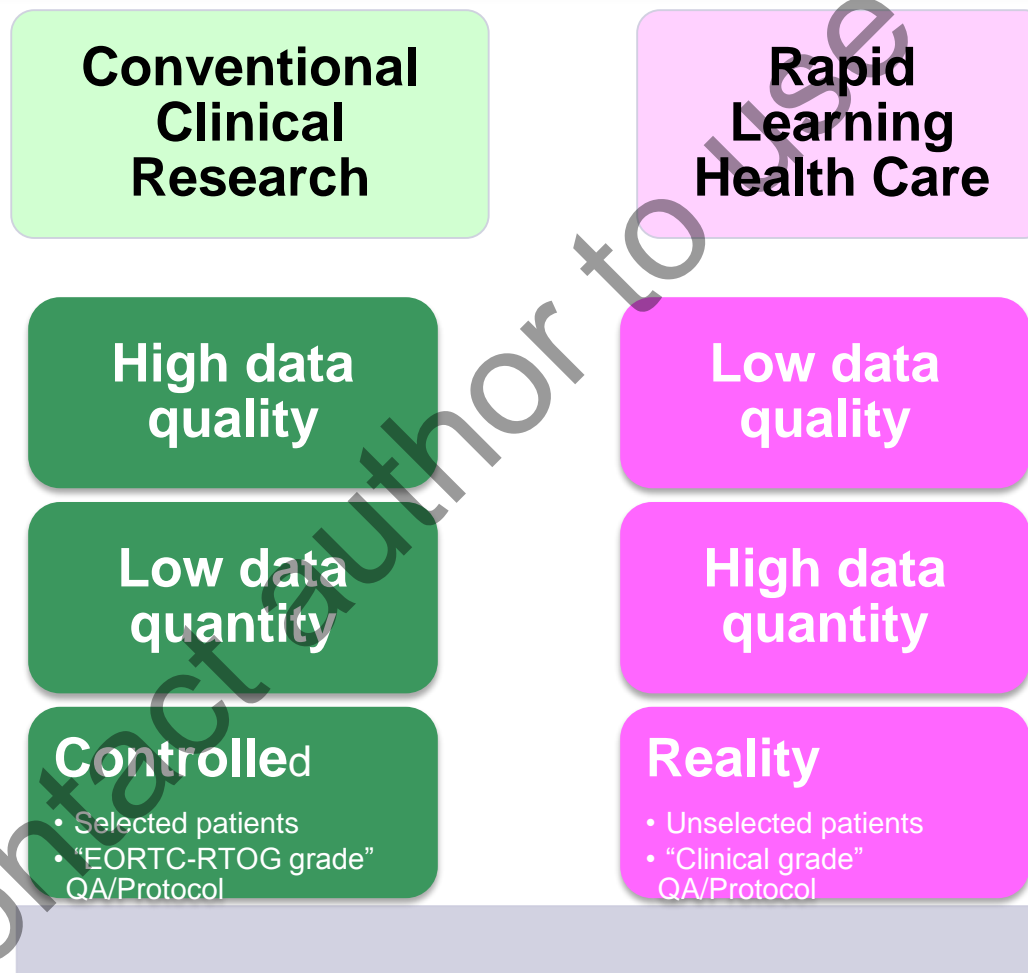 Conventional
Clinical
Research
High data
quality
Low data
quantity
Controlled
• Selected patients
• “EORTC-RTOG grade”
QA/Protocol
Rapid
Learning
Health Care
Low data
quality
High data
quantity
Reality
• Unselected patients
• “Clinical grade”
QA/Protocol
ontact author to use